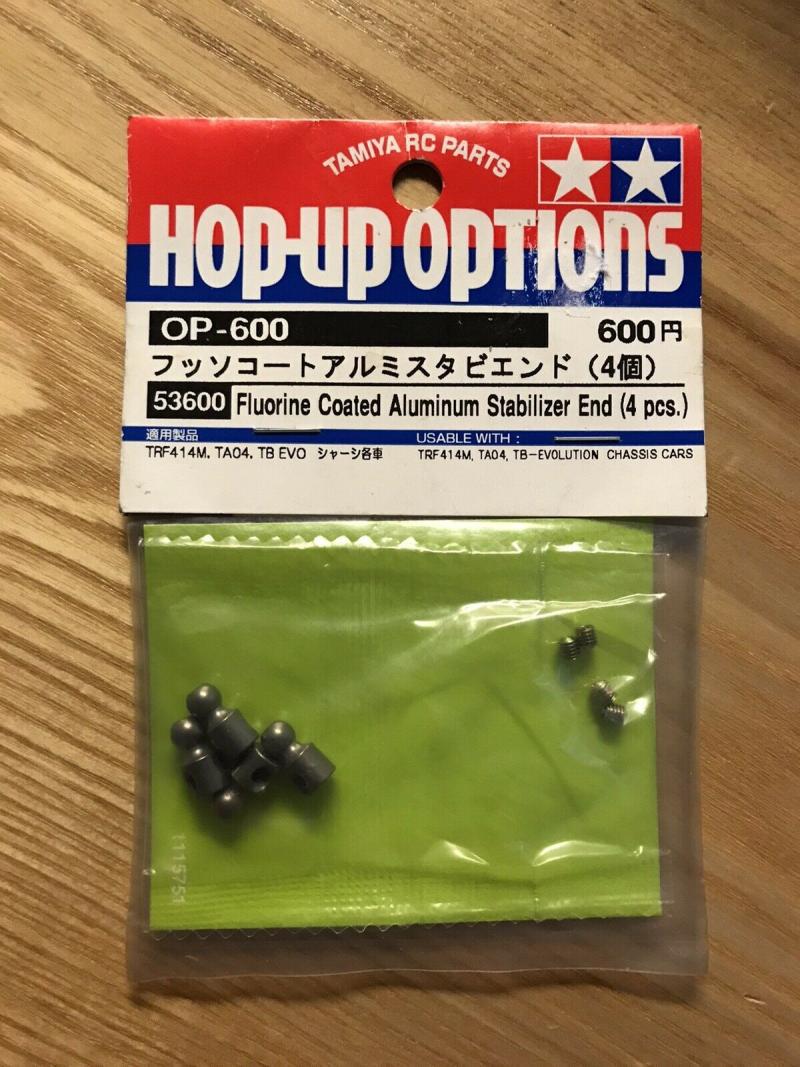 TAMIYA RC PARTS
HOP-UP OPTIONS
OP-600 600円
フッソコートアルミスタビエンド（4個）
53600 Fluorine Coated Aluminum Stabilizer End (4 pcs.)
適用製品 USABLE WITH :
TRF414M, TA04, TB EVO シャーシ各車 TRF414M, TA04, TB-EVOLUTION CHASSIS CARS
1115751